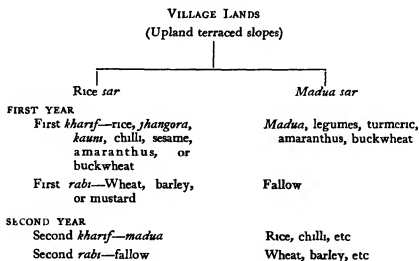 VILLAGE LANDS
(Upland terraced slopes)
Rice sar Madua sar
FIRST YEAR
First kharif—rice, jhangora, Madua, legumes, turmeric,
kauni, chilli, sesame, amaranthus, buckwheat
amaranthus, or
buckwheat
First rabi—Wheat, barley, Fallow
or mustard
SECOND YEAR
Second kharif—madua Rice, chilli, etc
Second rabi—fallow Wheat, barley, etc